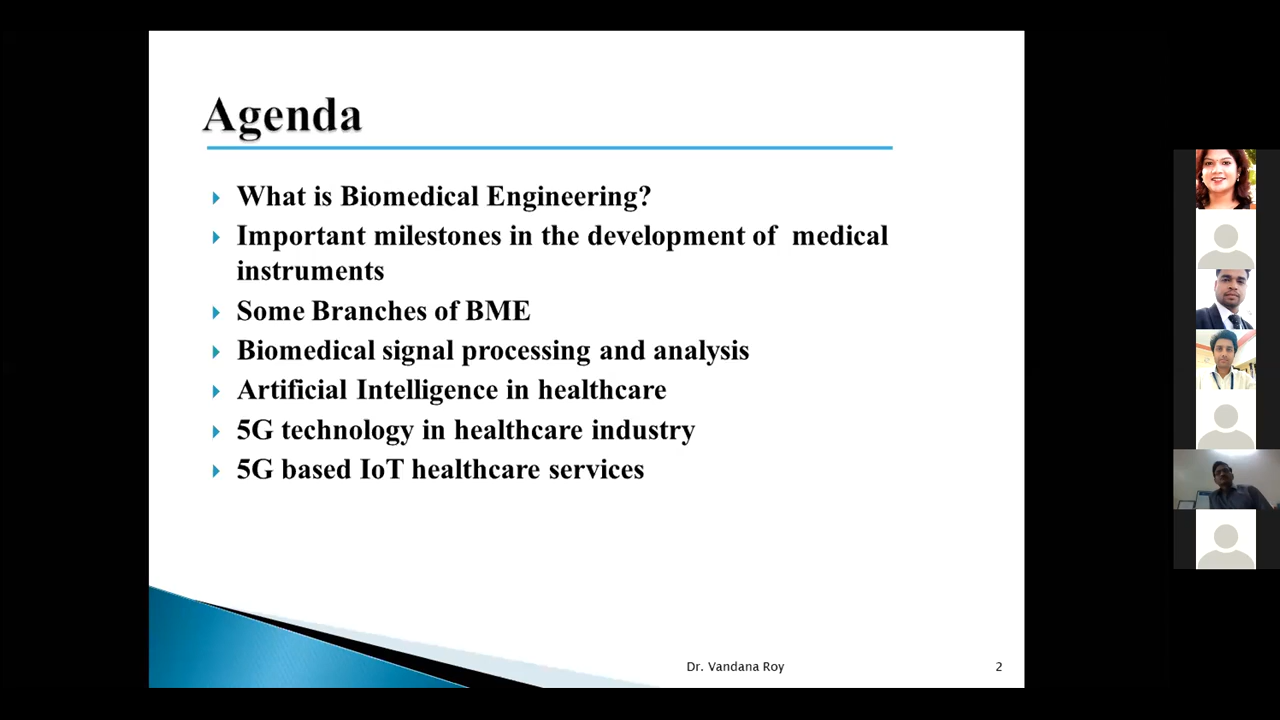 Agenda
What is Biomedical Engineering?
Important milestones in the development of  medical
instruments
Some Branches of BME
Biomedical signal processing and analysis
Artificial Intelligence in healthcare
5G technology in healthcare industry
5G based IoT healthcare services
Dr. Vandana Roy
2